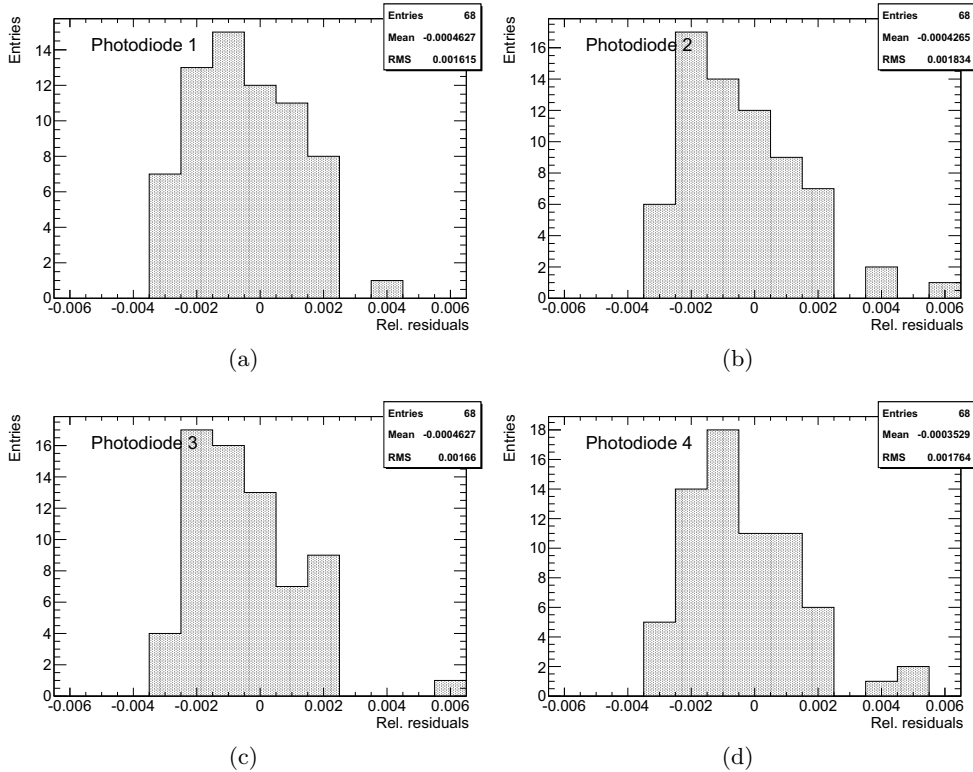 Entries 68
Mean -0.0004627
RMS 0.001615
Photodiode 1
Entries
14
12
10
8
6
4
2
0
-0.006 -0.004 -0.002 0 0.002 0.004 0.006
Rel. residuals
(a)
Entries 68
Mean -0.0004265
RMS 0.001834
Photodiode 2
Entries
16
14
12
10
8
6
4
2
0
-0.006 -0.004 -0.002 0 0.002 0.004 0.006
Rel. residuals
(b)
Entries 68
Mean -0.0004627
RMS 0.00166
Photodiode 3
Entries
16
14
12
10
8
6
4
2
0
-0.006 -0.004 -0.002 0 0.002 0.004 0.006
Rel. residuals
(c)
Entries 68
Mean -0.0003529
RMS 0.001764
Photodiode 4
Entries
18
16
14
12
10
8
6
4
2
0
-0.006 -0.004 -0.002 0 0.002 0.004 0.006
Rel. residuals
(d)